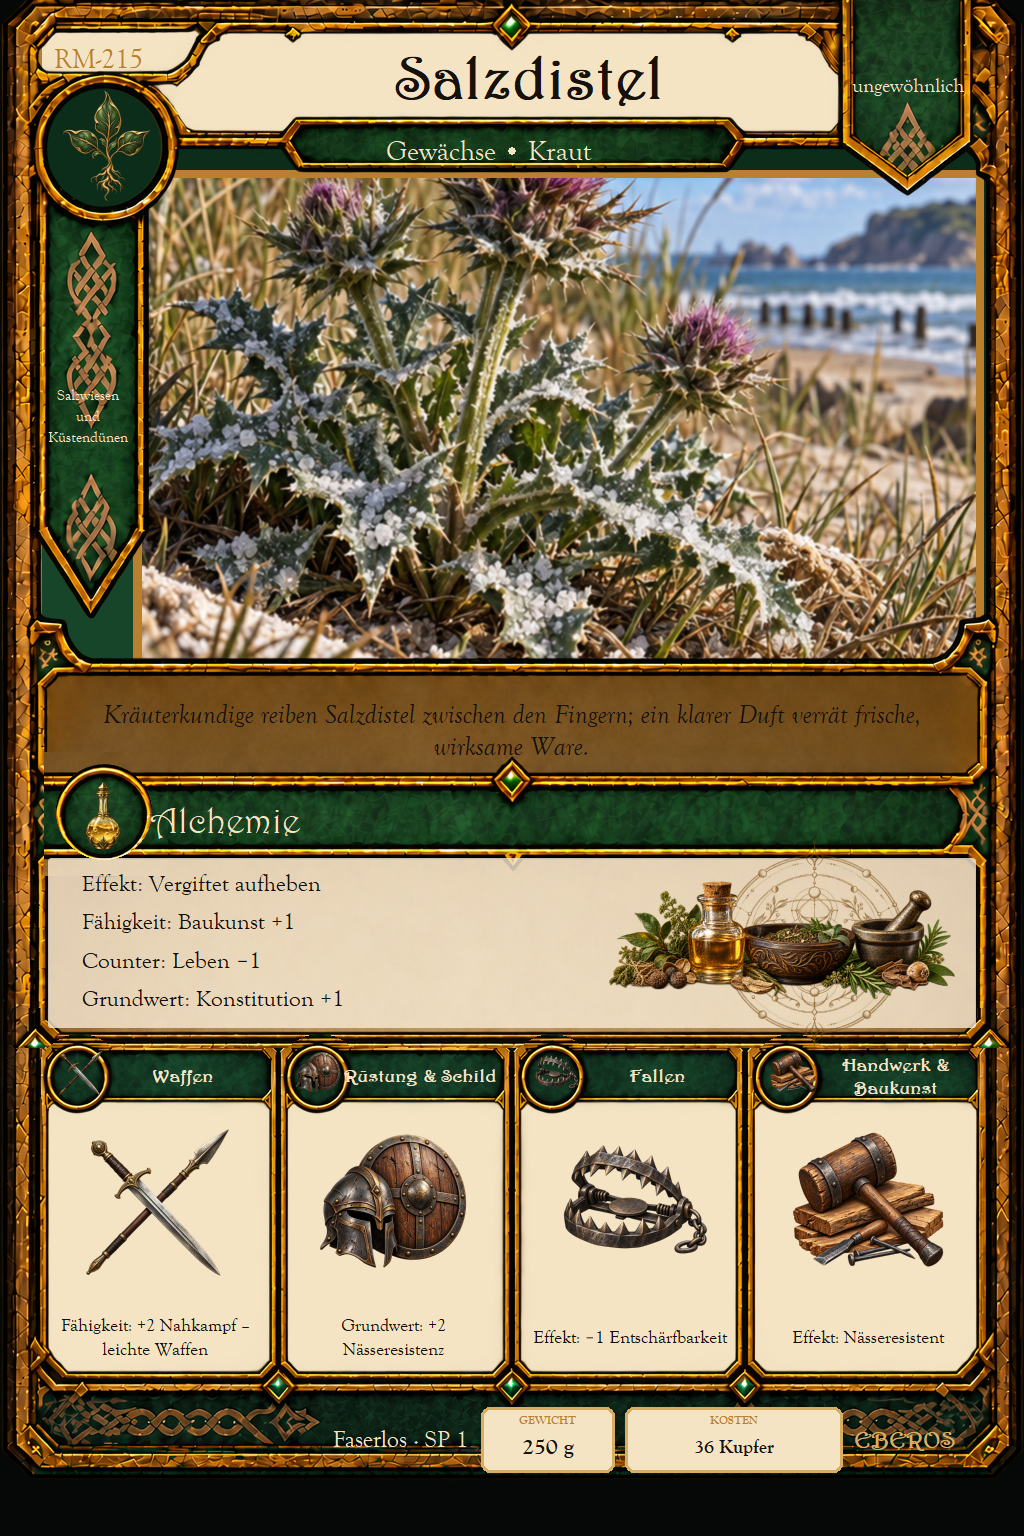 RM-215
Salzdistel
ungewöhnlich
Gewächse • Kraut
Salzwiesen
und
Küstendünen
Kräuterkundige reiben Salzdistel zwischen den Fingern; ein klarer Duft verrät frische,
wirksame Ware.
Alchemie
Effekt: Vergiftet aufheben
Fähigkeit: Baukunst +1
Counter: Leben −1
Grundwert: Konstitution +1
Waffen
Fähigkeit: +2 Nahkampf –
leichte Waffen
Rüstung & Schild
Grundwert: +2
Nässeresistenz
Fallen
Effekt: −1 Entschärfbarkeit
Handwerk &
Baukunst
Effekt: Nässeresistent
Faserlos · SP 1
GEWICHT
250 g
KOSTEN
36 Kupfer
EBEROS